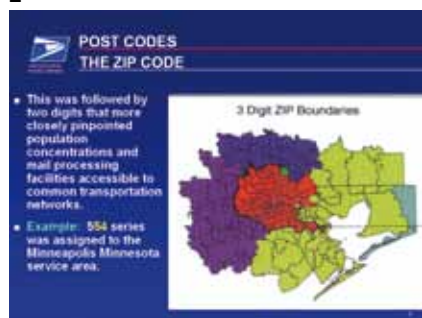 POST CODES
THE ZIP CODE
This was followed by
two digits that more
closely pinpointed
population
concentrations and
mail processing
facilities accessible to
common transportation
networks.
Example: 554 series
was assigned to the
Minneapolis Minnesota
service area.
3 Digit ZIP Boundaries